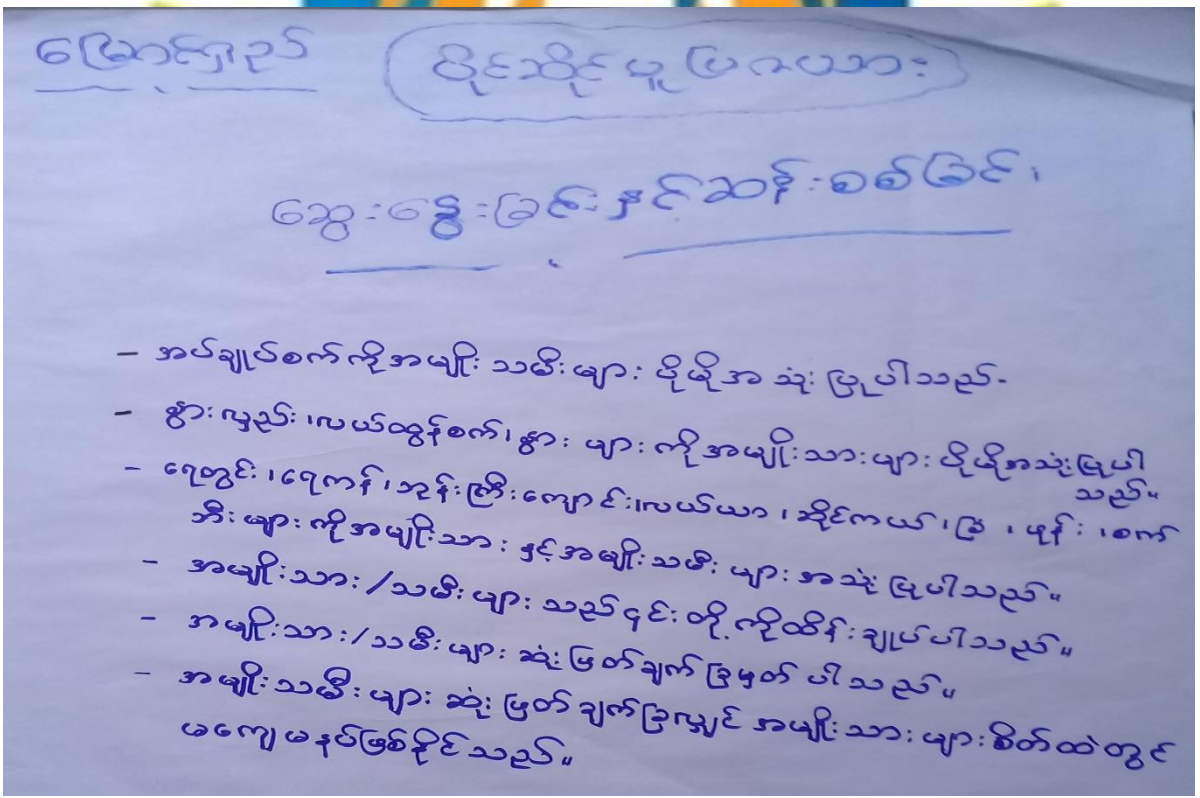 မြောင်ရှည် ပိုင်ဆိုင်မှုပြဇယား
ဆွေးနွေးခြင်းနှင့်ဆန်းစစ်ခြင်း၊
- အပ်ချုပ်စက်ကိုအမျိုးသမီးများ ပိုမိုအသုံးပြုပါသည်-
- နွားလှည်း၊လယ်ထွန်စက်၊နွားများကိုအမျိုးသားများ ပိုမိုအသုံးပြုပါ
သည်။
- ရေတွင်း၊ရေကန်၊ဘုန်းကြီးကျောင်း၊လယ်ယာ၊ဆိုင်ကယ်၊ခြံ၊ဖုန်း၊စက်
ဘီးများကိုအမျိုးသားနှင့်အမျိုးသမီးများအသုံးပြုပါသည်။
- အမျိုးသား/သမီးများသည်၎င်းတို့ကိုထိန်းချုပ်ပါသည်။
- အမျိုးသား/သမီးများဆုံးဖြတ်ချက်ချမှတ်ပါသည်။
- အမျိုးသမီးများဆုံးဖြတ်ချက်ချလျှင်အမျိုးသားများစိတ်ထဲတွင်
မကျေမနပ်ဖြစ်နိုင်သည်။